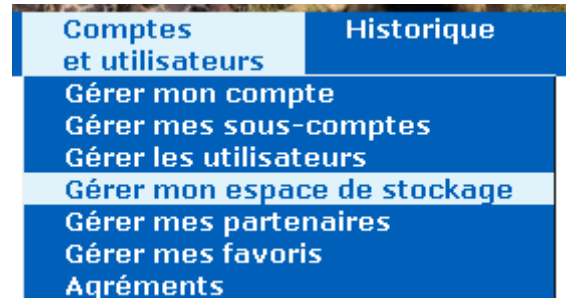 Comptes
et utilisateurs
Historique
Gérer mon compte
Gérer mes sous-comptes
Gérer les utilisateurs
Gérer mon espace de stockage
Gérer mes partenaires
Gérer mes favoris
Agréments